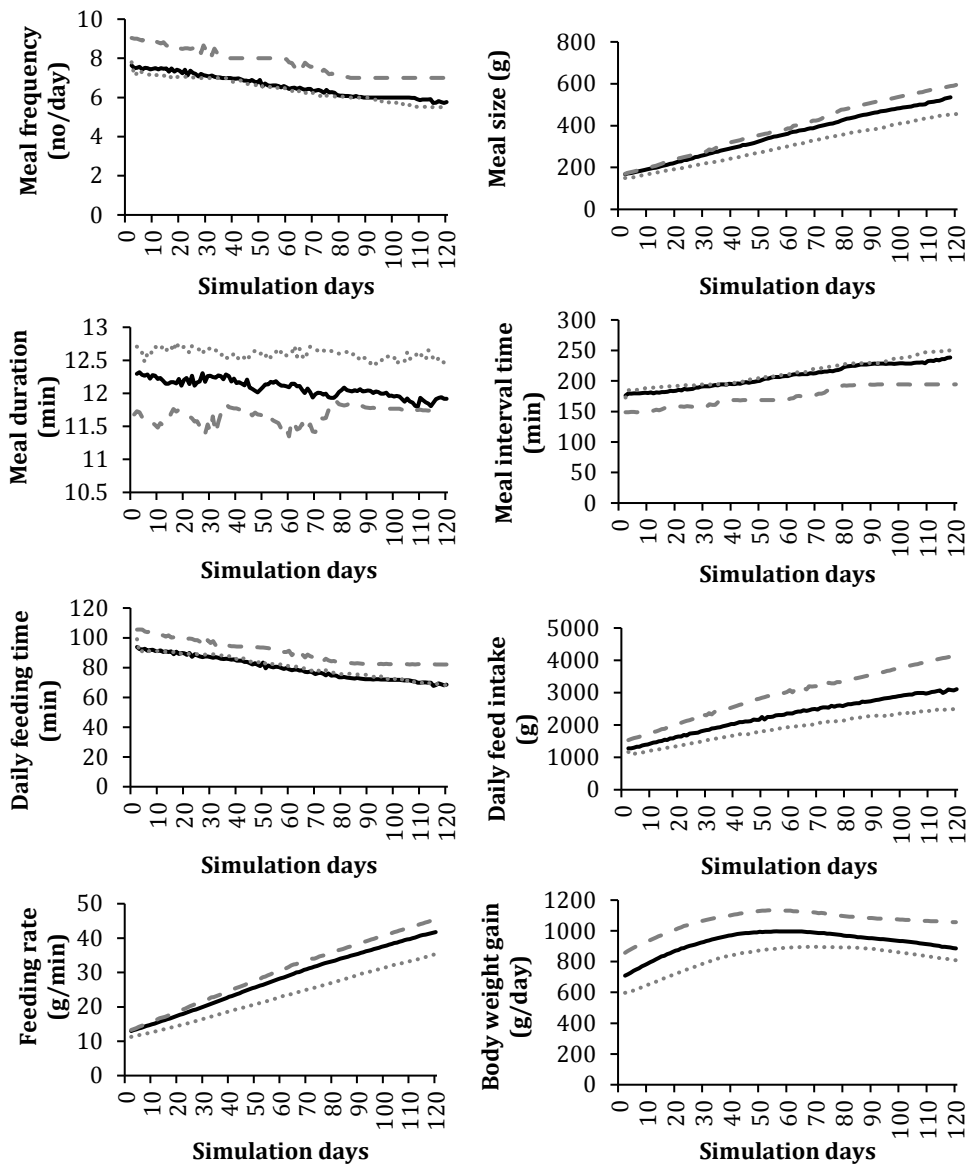 Meal frequency
(no/day)
10
8
6
4
2
0
0 10 20 30 40 50 60 70 80 90 100 110 120
Simulation days
Meal size (g)
800
600
400
200
0
0 10 20 30 40 50 60 70 80 90 100 110 120
Simulation days
Meal duration
(min)
13
12.5
12
11.5
11
10.5
0 10 20 30 40 50 60 70 80 90 100 110 120
Simulation days
Meal interval time
(min)
300
250
200
150
100
50
0
0 10 20 30 40 50 60 70 80 90 100 110 120
Simulation days
Daily feeding time
(min)
120
100
80
60
40
20
0
0 10 20 30 40 50 60 70 80 90 100 110 120
Simulation days
Daily feed intake
(g)
5000
4000
3000
2000
1000
0
0 10 20 30 40 50 60 70 80 90 100 110 120
Simulation days
Feeding rate
(g/min)
50
40
30
20
10
0
0 10 20 30 40 50 60 70 80 90 100 110 120
Simulation days
Body weight gain
(g/day)
1200
1000
800
600
400
200
0
0 10 20 30 40 50 60 70 80 90 100 110 120
Simulation days